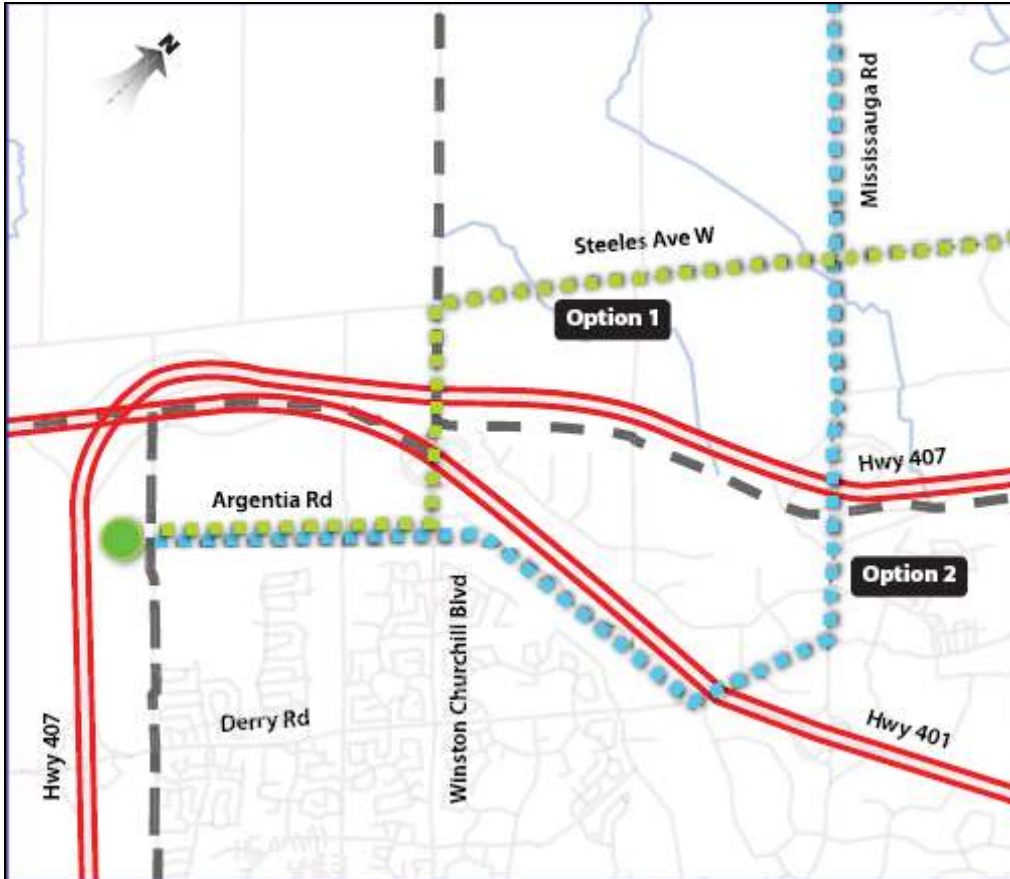 N
Mississauga Rd
Steeles Ave W
Option 1
Hwy 407
Argentia Rd
Option 2
Winston Churchill Blvd
Derry Rd
Hwy 407
Hwy 401